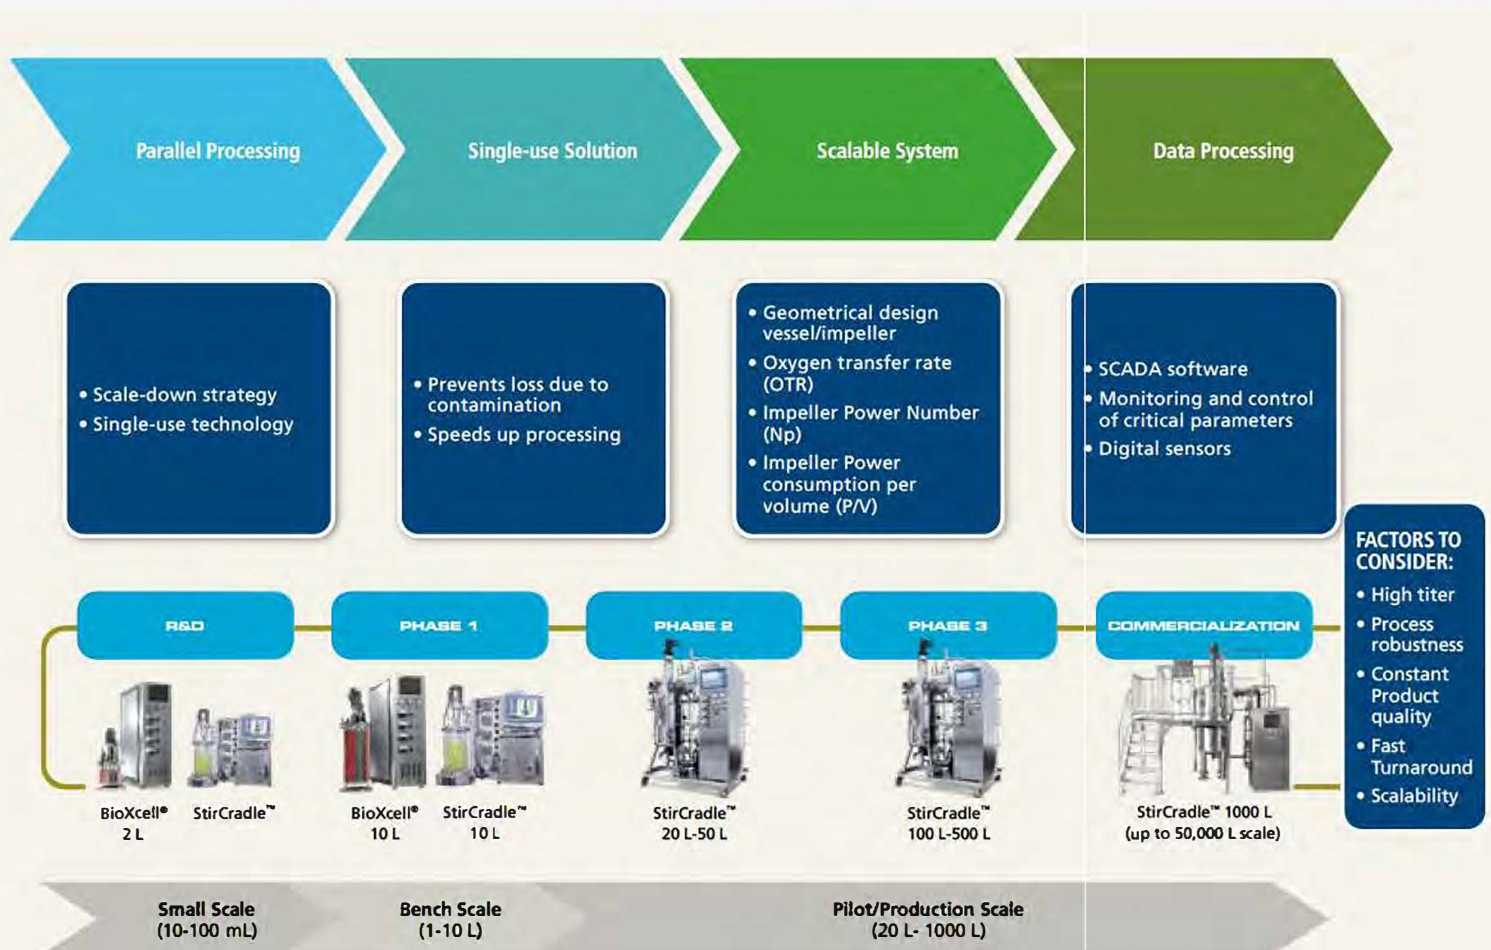 Parallel Processing
Single-use Solution
Scalable System
Data Processing
• Scale-down strategy
• Single-use technology
• Prevents loss due to
contamination
• Speeds up processing
• Geometrical design
vessel/impeller
• Oxygen transfer rate
(OTR)
• Impeller Power Number
(Np)
• Impeller Power
consumption per
volume (P/V)
• SCADA software
• Monitoring and control
of critical parameters
• Digital sensors
FACTORS TO
CONSIDER:
• High titer
• Process
robustness
• Constant
Product
quality
• Fast
Turnaround
• Scalability
R&D
PHASE 1
PHASE 2
PHASE 3
COMMERCIALIZATION
BioXcell®
2 L
StirCradle™
BioXcell®
10 L
StirCradle™
10 L
StirCradle™
20 L-50 L
StirCradle™
100 L-500 L
StirCradle™ 1000 L
(up to 50,000 L scale)
Small Scale
(10-100 mL)
Bench Scale
(1-10 L)
Pilot/Production Scale
(20 L- 1000 L)